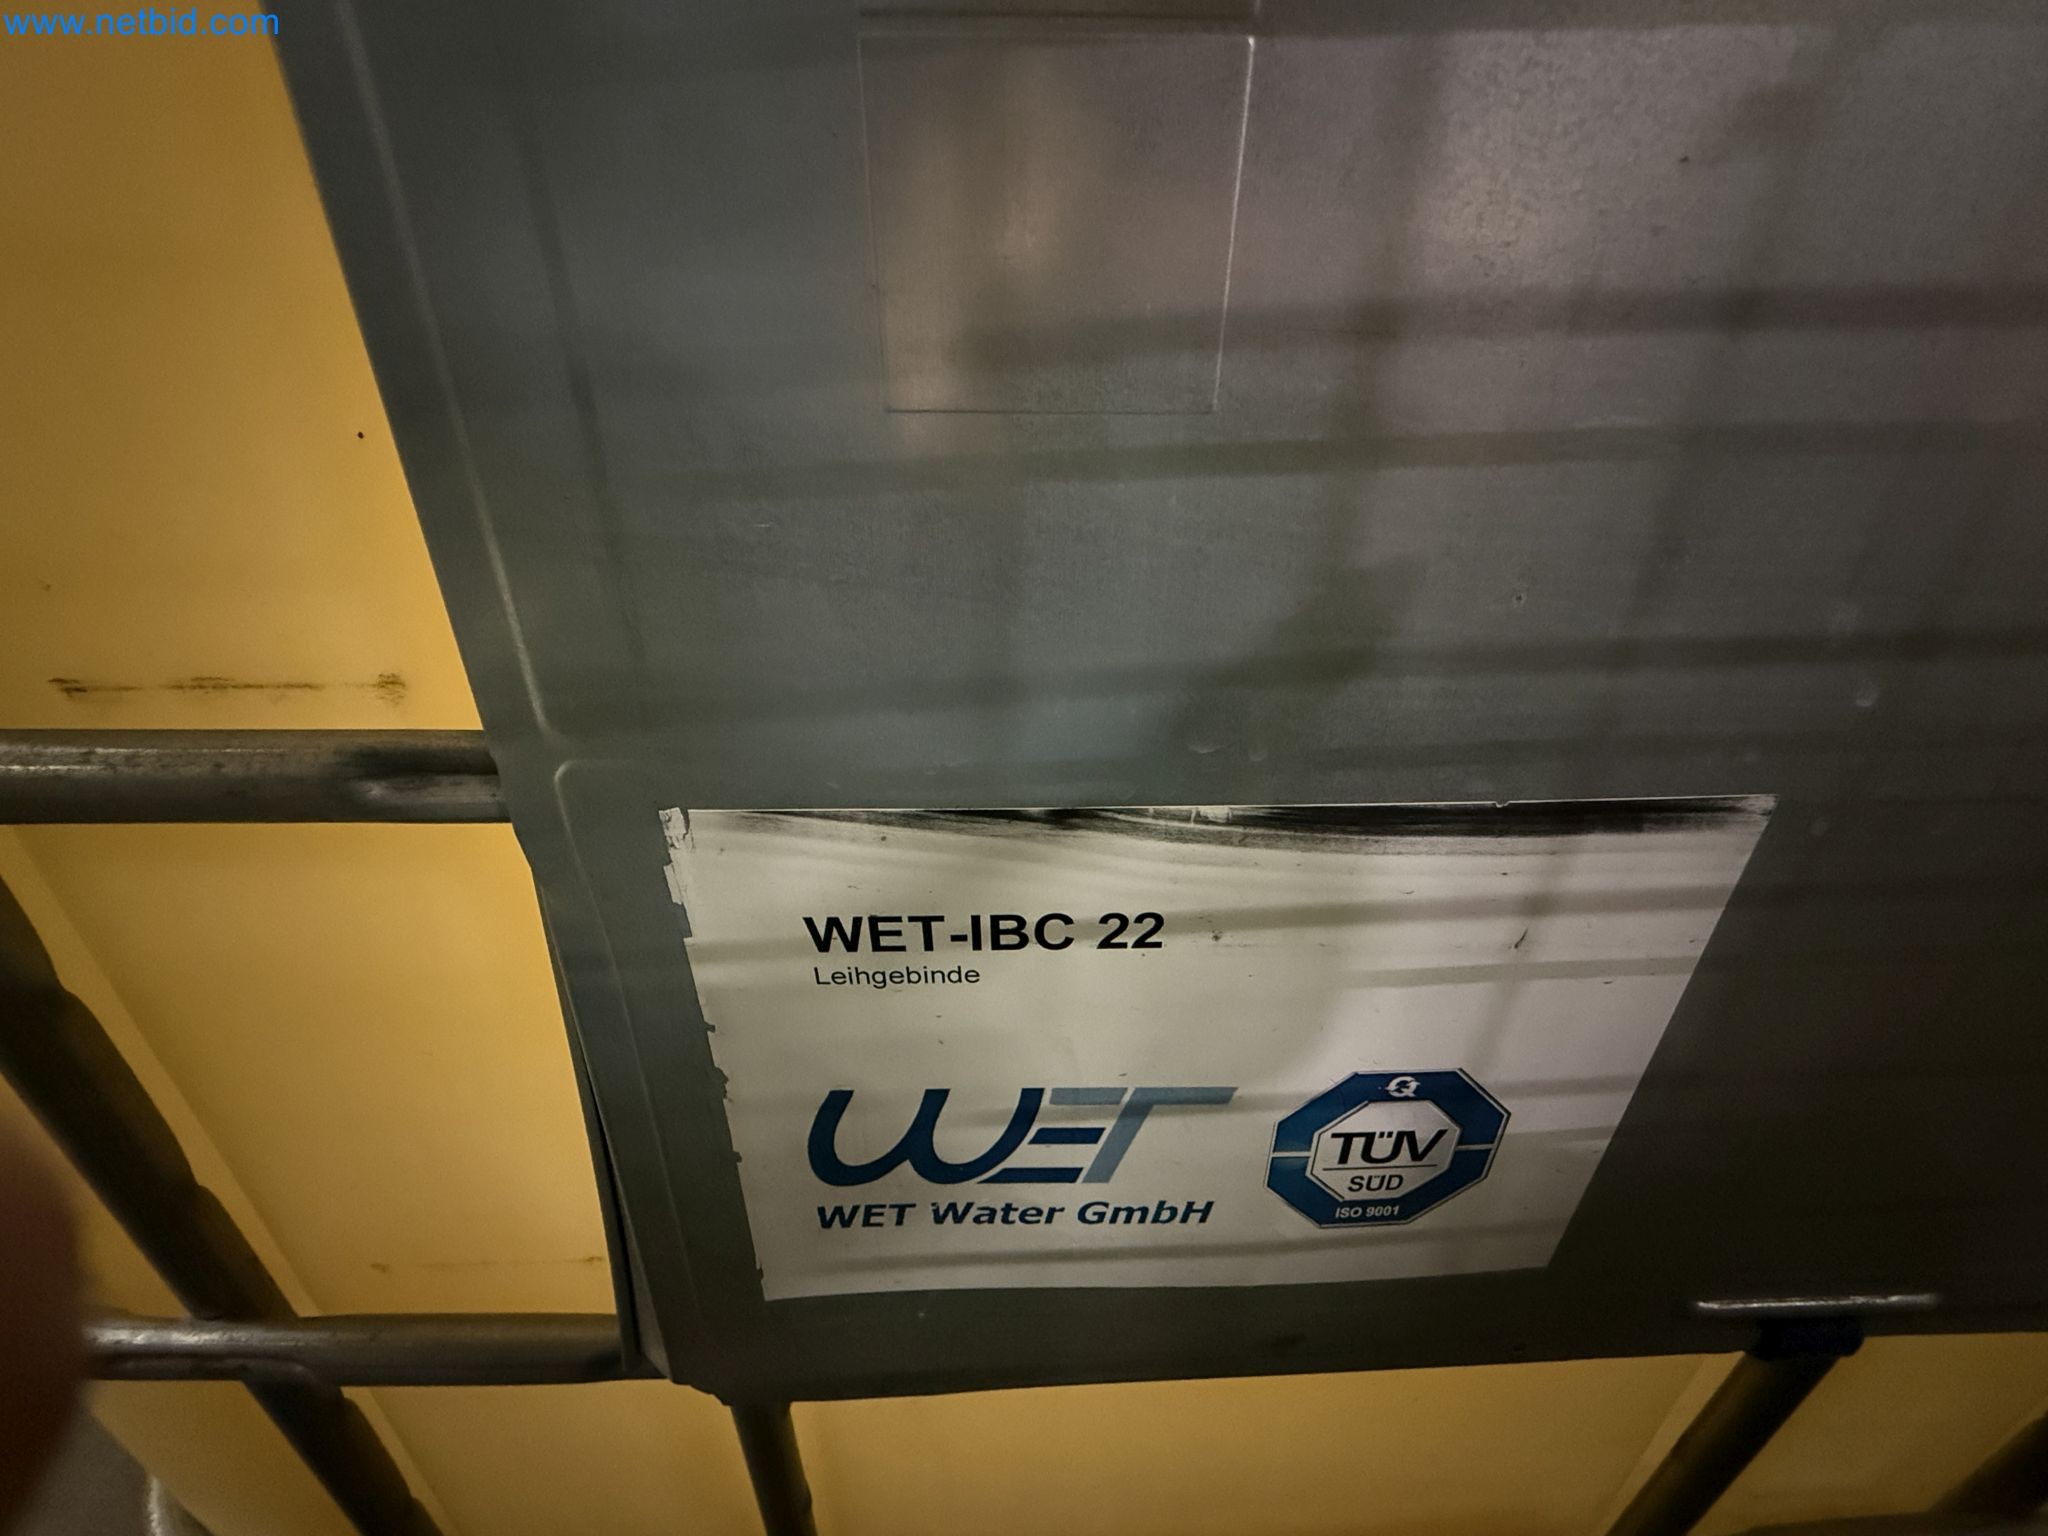 www.netbid.com
WET-IBC 22
Leihgebinde
WET
WET Water GmbH
TÜV
SÜD
ISO 9001